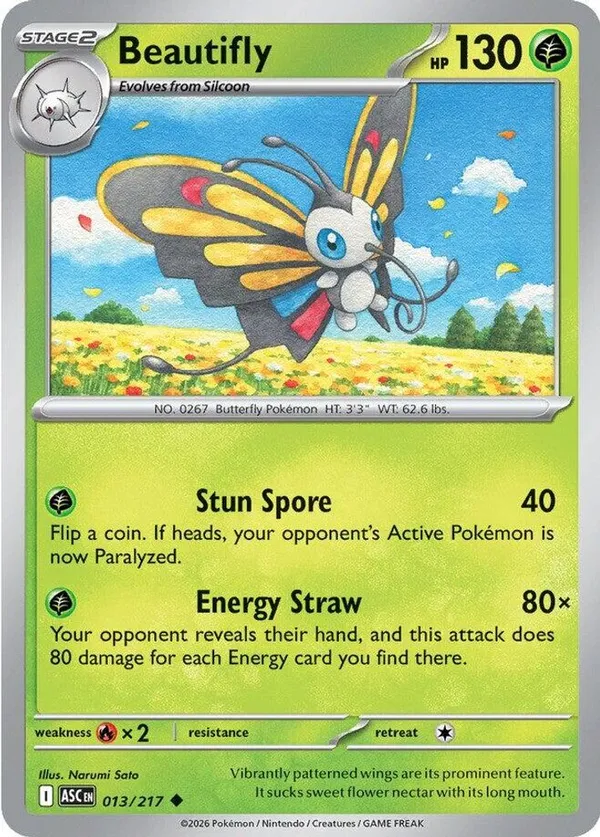 STAGE2 Beautifly HP 130
Evolves from Silcoon
NO. 0267 Butterfly Pokémon HT: 3'3" WT: 62.6 lbs.
Stun Spore 40
Flip a coin. If heads, your opponent's Active Pokémon is
now Paralyzed.
Energy Straw 80×
Your opponent reveals their hand, and this attack does
80 damage for each Energy card you find there.
weakness ×2 resistance retreat
Illus. Narumi Sato
Vibrantly patterned wings are its prominent feature.
It sucks sweet flower nectar with its long mouth.
I ASC EN 013/217
©2026 Pokémon / Nintendo / Creatures / GAME FREAK